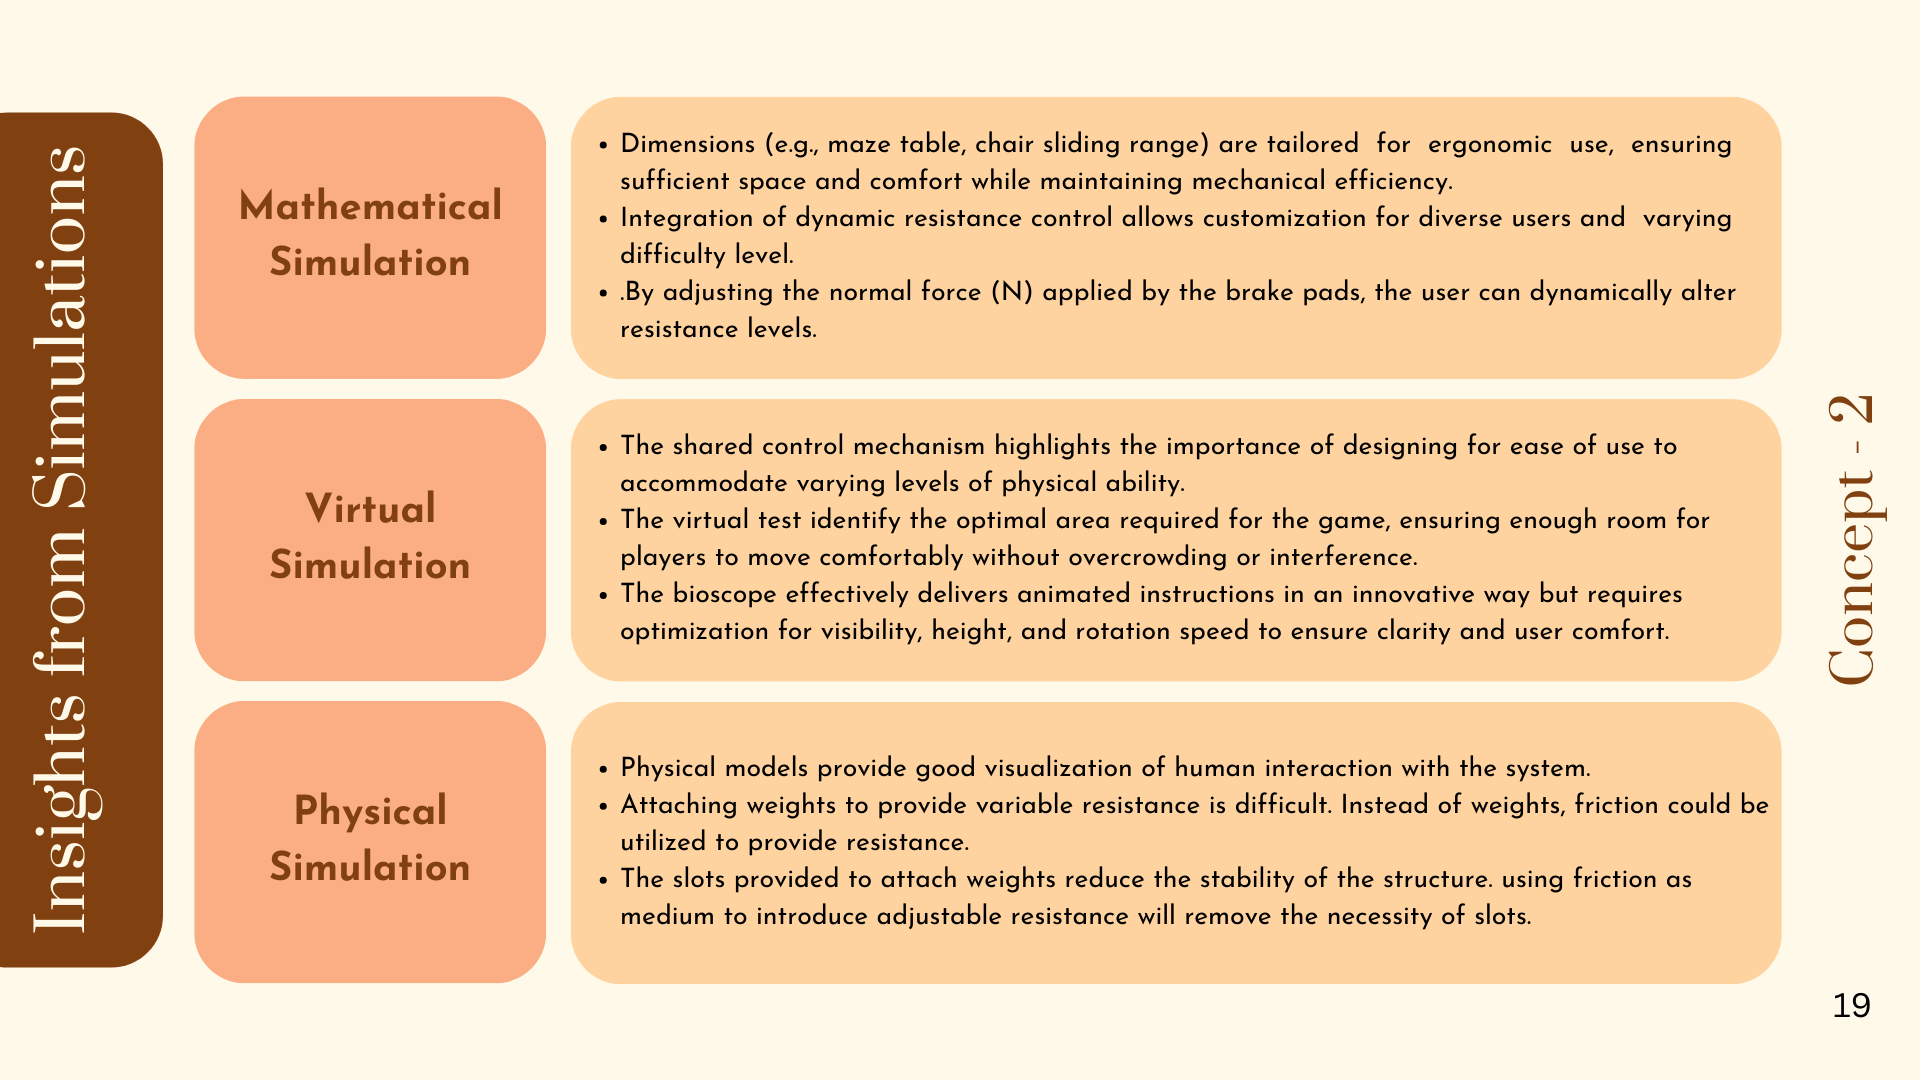 Insights from Simulations
Mathematical
Simulation
• Dimensions (e.g., maze table, chair sliding range) are tailored for ergonomic use, ensuring
sufficient space and comfort while maintaining mechanical efficiency.
• Integration of dynamic resistance control allows customization for diverse users and varying
difficulty level.
• .By adjusting the normal force (N) applied by the brake pads, the user can dynamically alter
resistance levels.
Virtual
Simulation
• The shared control mechanism highlights the importance of designing for ease of use to
accommodate varying levels of physical ability.
• The virtual test identify the optimal area required for the game, ensuring enough room for
players to move comfortably without overcrowding or interference.
• The bioscope effectively delivers animated instructions in an innovative way but requires
optimization for visibility, height, and rotation speed to ensure clarity and user comfort.
Physical
Simulation
• Physical models provide good visualization of human interaction with the system.
• Attaching weights to provide variable resistance is difficult. Instead of weights, friction could be
utilized to provide resistance.
• The slots provided to attach weights reduce the stability of the structure. using friction as
medium to introduce adjustable resistance will remove the necessity of slots.
Concept - 2
19